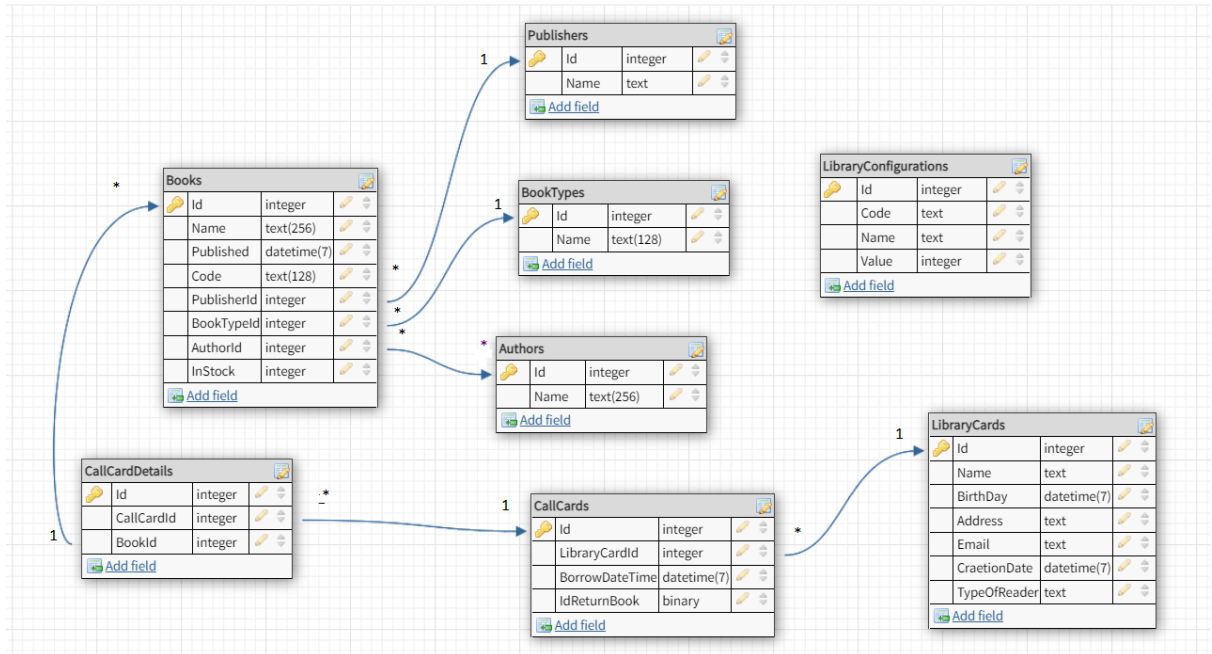 Publishers
Id integer
Name text
Add field
1
Books
Id integer
Name text(256)
Published datetime(7)
Code text(128)
PublisherId integer
BookTypeId integer
AuthorId integer
InStock integer
Add field
*
*
*
*
BookTypes
Id integer
Name text(128)
Add field
1
LibraryConfigurations
Id integer
Code text
Name text
Value integer
Add field
Authors
Id integer
Name text(256)
Add field
*
CallCardDetails
Id integer
CallCardId integer
BookId integer
Add field
1
*
CallCards
Id integer
LibraryCardId integer
BorrowDateTime datetime(7)
IdReturnBook binary
Add field
1
*
LibraryCards
Id integer
Name text
BirthDay datetime(7)
Address text
Email text
CraetionDate datetime(7)
TypeOfReader text
Add field
1